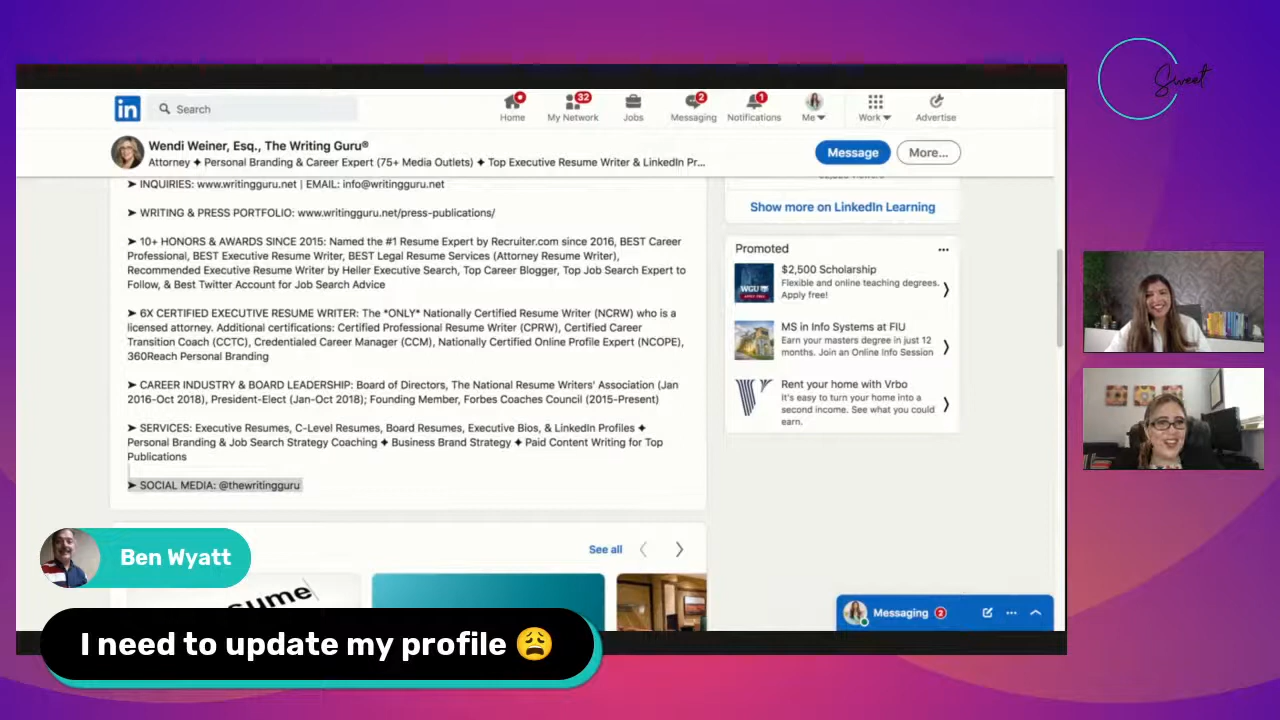 Sweet
in
Search
Home
32
My Network
Jobs
2
Messaging
1
Notifications
Me
Work
Advertise
Wendi Weiner, Esq., The Writing Guru®
Attorney ✦ Personal Branding & Career Expert (75+ Media Outlets) ✦ Top Executive Resume Writer & LinkedIn Pr...
Message
More...
➤ INQUIRIES: www.writingguru.net | EMAIL: info@writingguru.net
➤ WRITING & PRESS PORTFOLIO: www.writingguru.net/press-publications/
➤ 10+ HONORS & AWARDS SINCE 2015: Named the #1 Resume Expert by Recruiter.com since 2016, BEST Career
Professional, BEST Executive Resume Writer, BEST Legal Resume Services (Attorney Resume Writer),
Recommended Executive Resume Writer by Heller Executive Search, Top Career Blogger, Top Job Search Expert to
Follow, & Best Twitter Account for Job Search Advice
➤ 6X CERTIFIED EXECUTIVE RESUME WRITER: The *ONLY* Nationally Certified Resume Writer (NCRW) who is a
licensed attorney. Additional certifications: Certified Professional Resume Writer (CPRW), Certified Career
Transition Coach (CCTC), Credentialed Career Manager (CCM), Nationally Certified Online Profile Expert (NCOPE),
360Reach Personal Branding
➤ CAREER INDUSTRY & BOARD LEADERSHIP: Board of Directors, The National Resume Writers' Association (Jan
2016-Oct 2018), President-Elect (Jan-Oct 2018); Founding Member, Forbes Coaches Council (2015-Present)
➤ SERVICES: Executive Resumes, C-Level Resumes, Board Resumes, Executive Bios, & LinkedIn Profiles ✦
Personal Branding & Job Search Strategy Coaching ✦ Business Brand Strategy ✦ Paid Content Writing for Top
Publications
➤ SOCIAL MEDIA: @thewritingguru
Show more on LinkedIn Learning
Promoted
$2,500 Scholarship
Flexible and online teaching degrees.
Apply free!
WGU
MS in Info Systems at FIU
Earn your masters degree in just 12
months. Join an Online Info Session
Rent your home with Vrbo
It's easy to turn your home into a
second income. See what you could
earn.
See all
Messaging 2
Ben Wyatt
I need to update my profile 😩